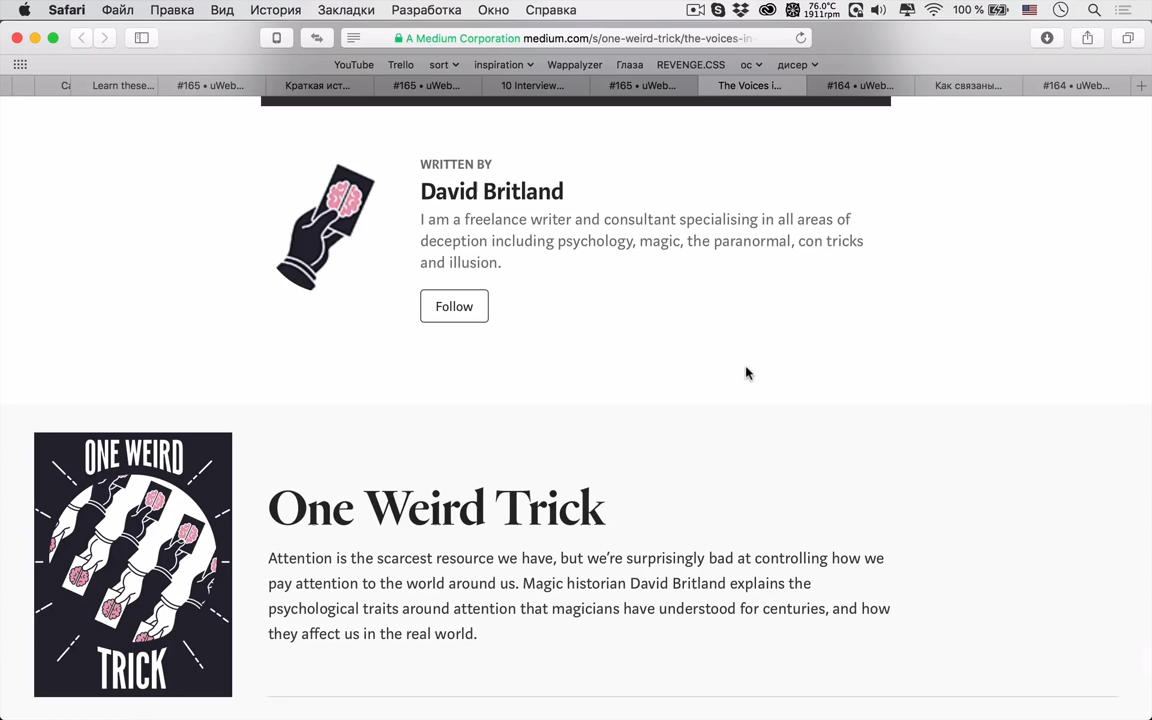 Safari Файл Правка Вид История Закладки Разработка Окно Справка 76.0°C 1911rpm 100 %
A Medium Corporation medium.com/s/one-weird-trick/the-voices-in-
YouTube Trello sort inspiration Wappalyzer Глаза REVENGE.CSS ос дисер
Ca Learn these... #165 • uWeb... Краткая ист... #165 • uWeb... 10 Interview... #165 • uWeb... The Voices i... #164 • uWeb... Как связаны... #164 • uWeb...
WRITTEN BY
David Britland
I am a freelance writer and consultant specialising in all areas of
deception including psychology, magic, the paranormal, con tricks
and illusion.
Follow
ONE WEIRD
TRICK
One Weird Trick
Attention is the scarcest resource we have, but we’re surprisingly bad at controlling how we
pay attention to the world around us. Magic historian David Britland explains the
psychological traits around attention that magicians have understood for centuries, and how
they affect us in the real world.